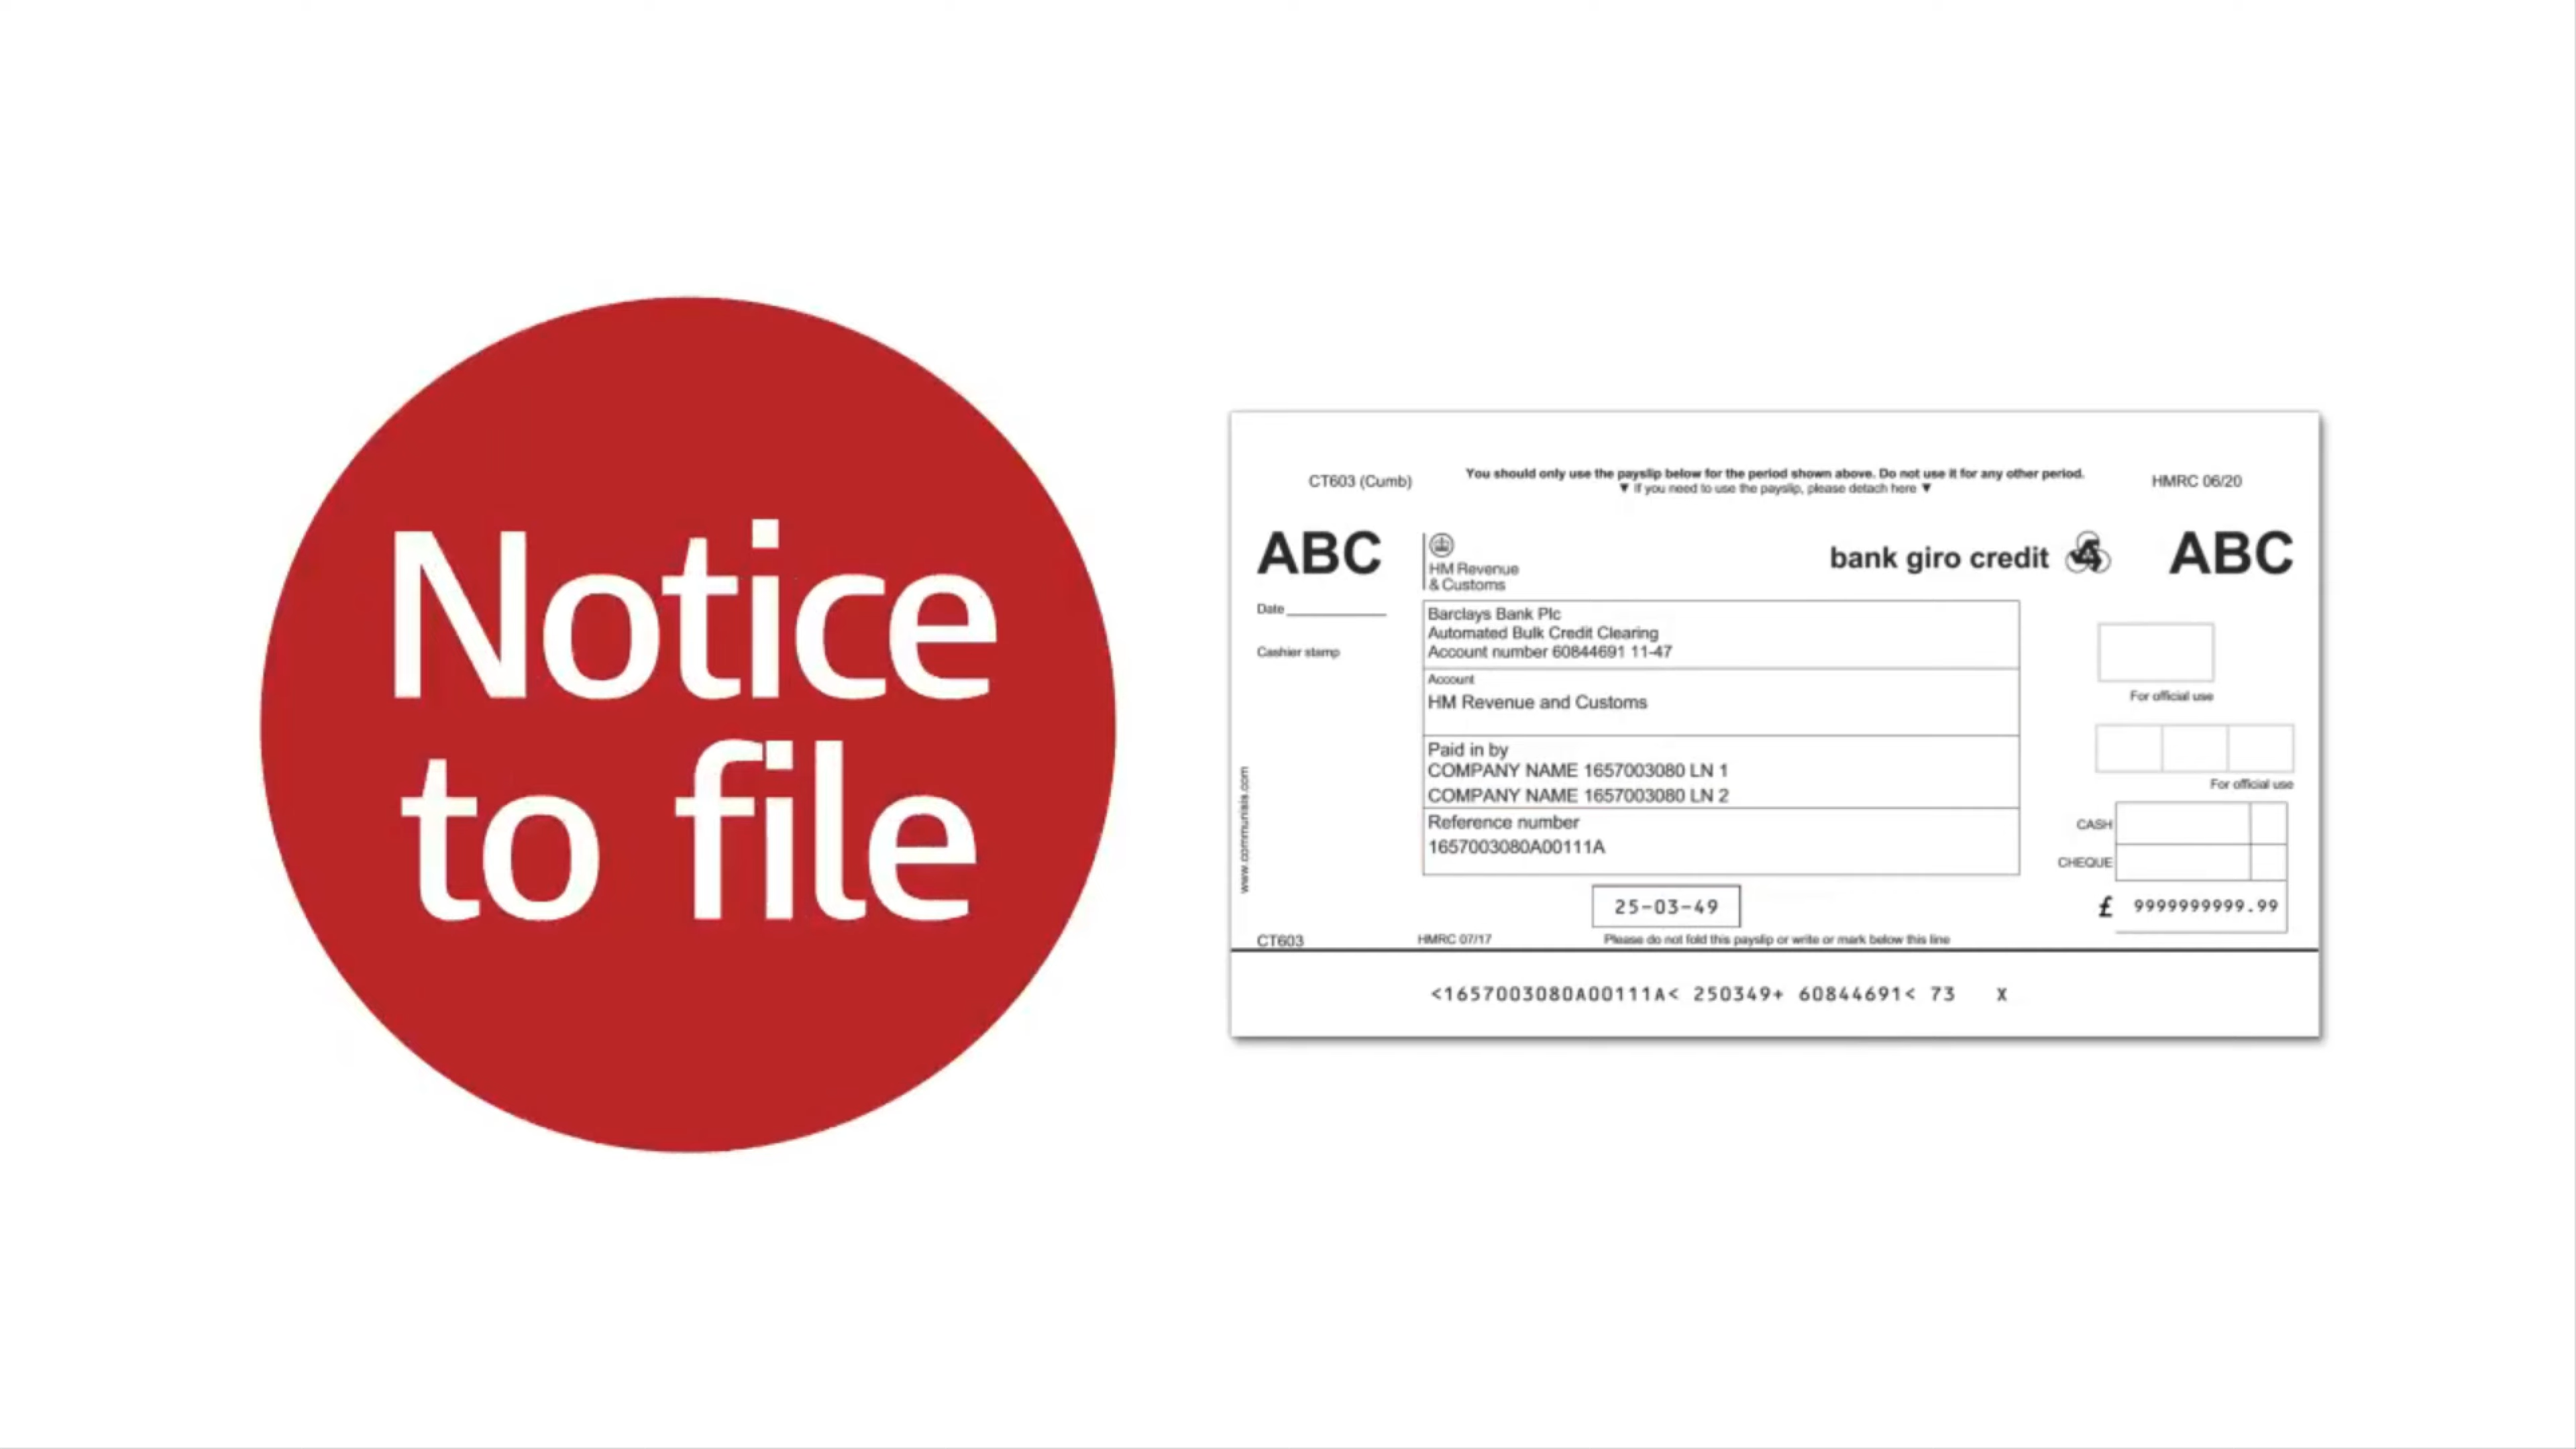 Notice
to file
CT603 (Cumb)
You should only use the payslip below for the period shown above. Do not use it for any other period.
▼ If you need to use the payslip, please detach here ▼
HMRC 06/20
ABC
HM Revenue
& Customs
bank giro credit
ABC
Date
Cashier stamp
Barclays Bank Plc
Automated Bulk Credit Clearing
Account number 60844691 11-47
Account
HM Revenue and Customs
Paid in by
COMPANY NAME 1657003080 LN 1
COMPANY NAME 1657003080 LN 2
Reference number
1657003080A00111A
For official use
For official use
CASH
CHEQUE
£ 9999999999.99
25-03-49
www.communisis.com
CT603
HMRC 07/17
Please do not fold this payslip or write or mark below this line
<1657003080A00111A< 250349+ 60844691< 73 X